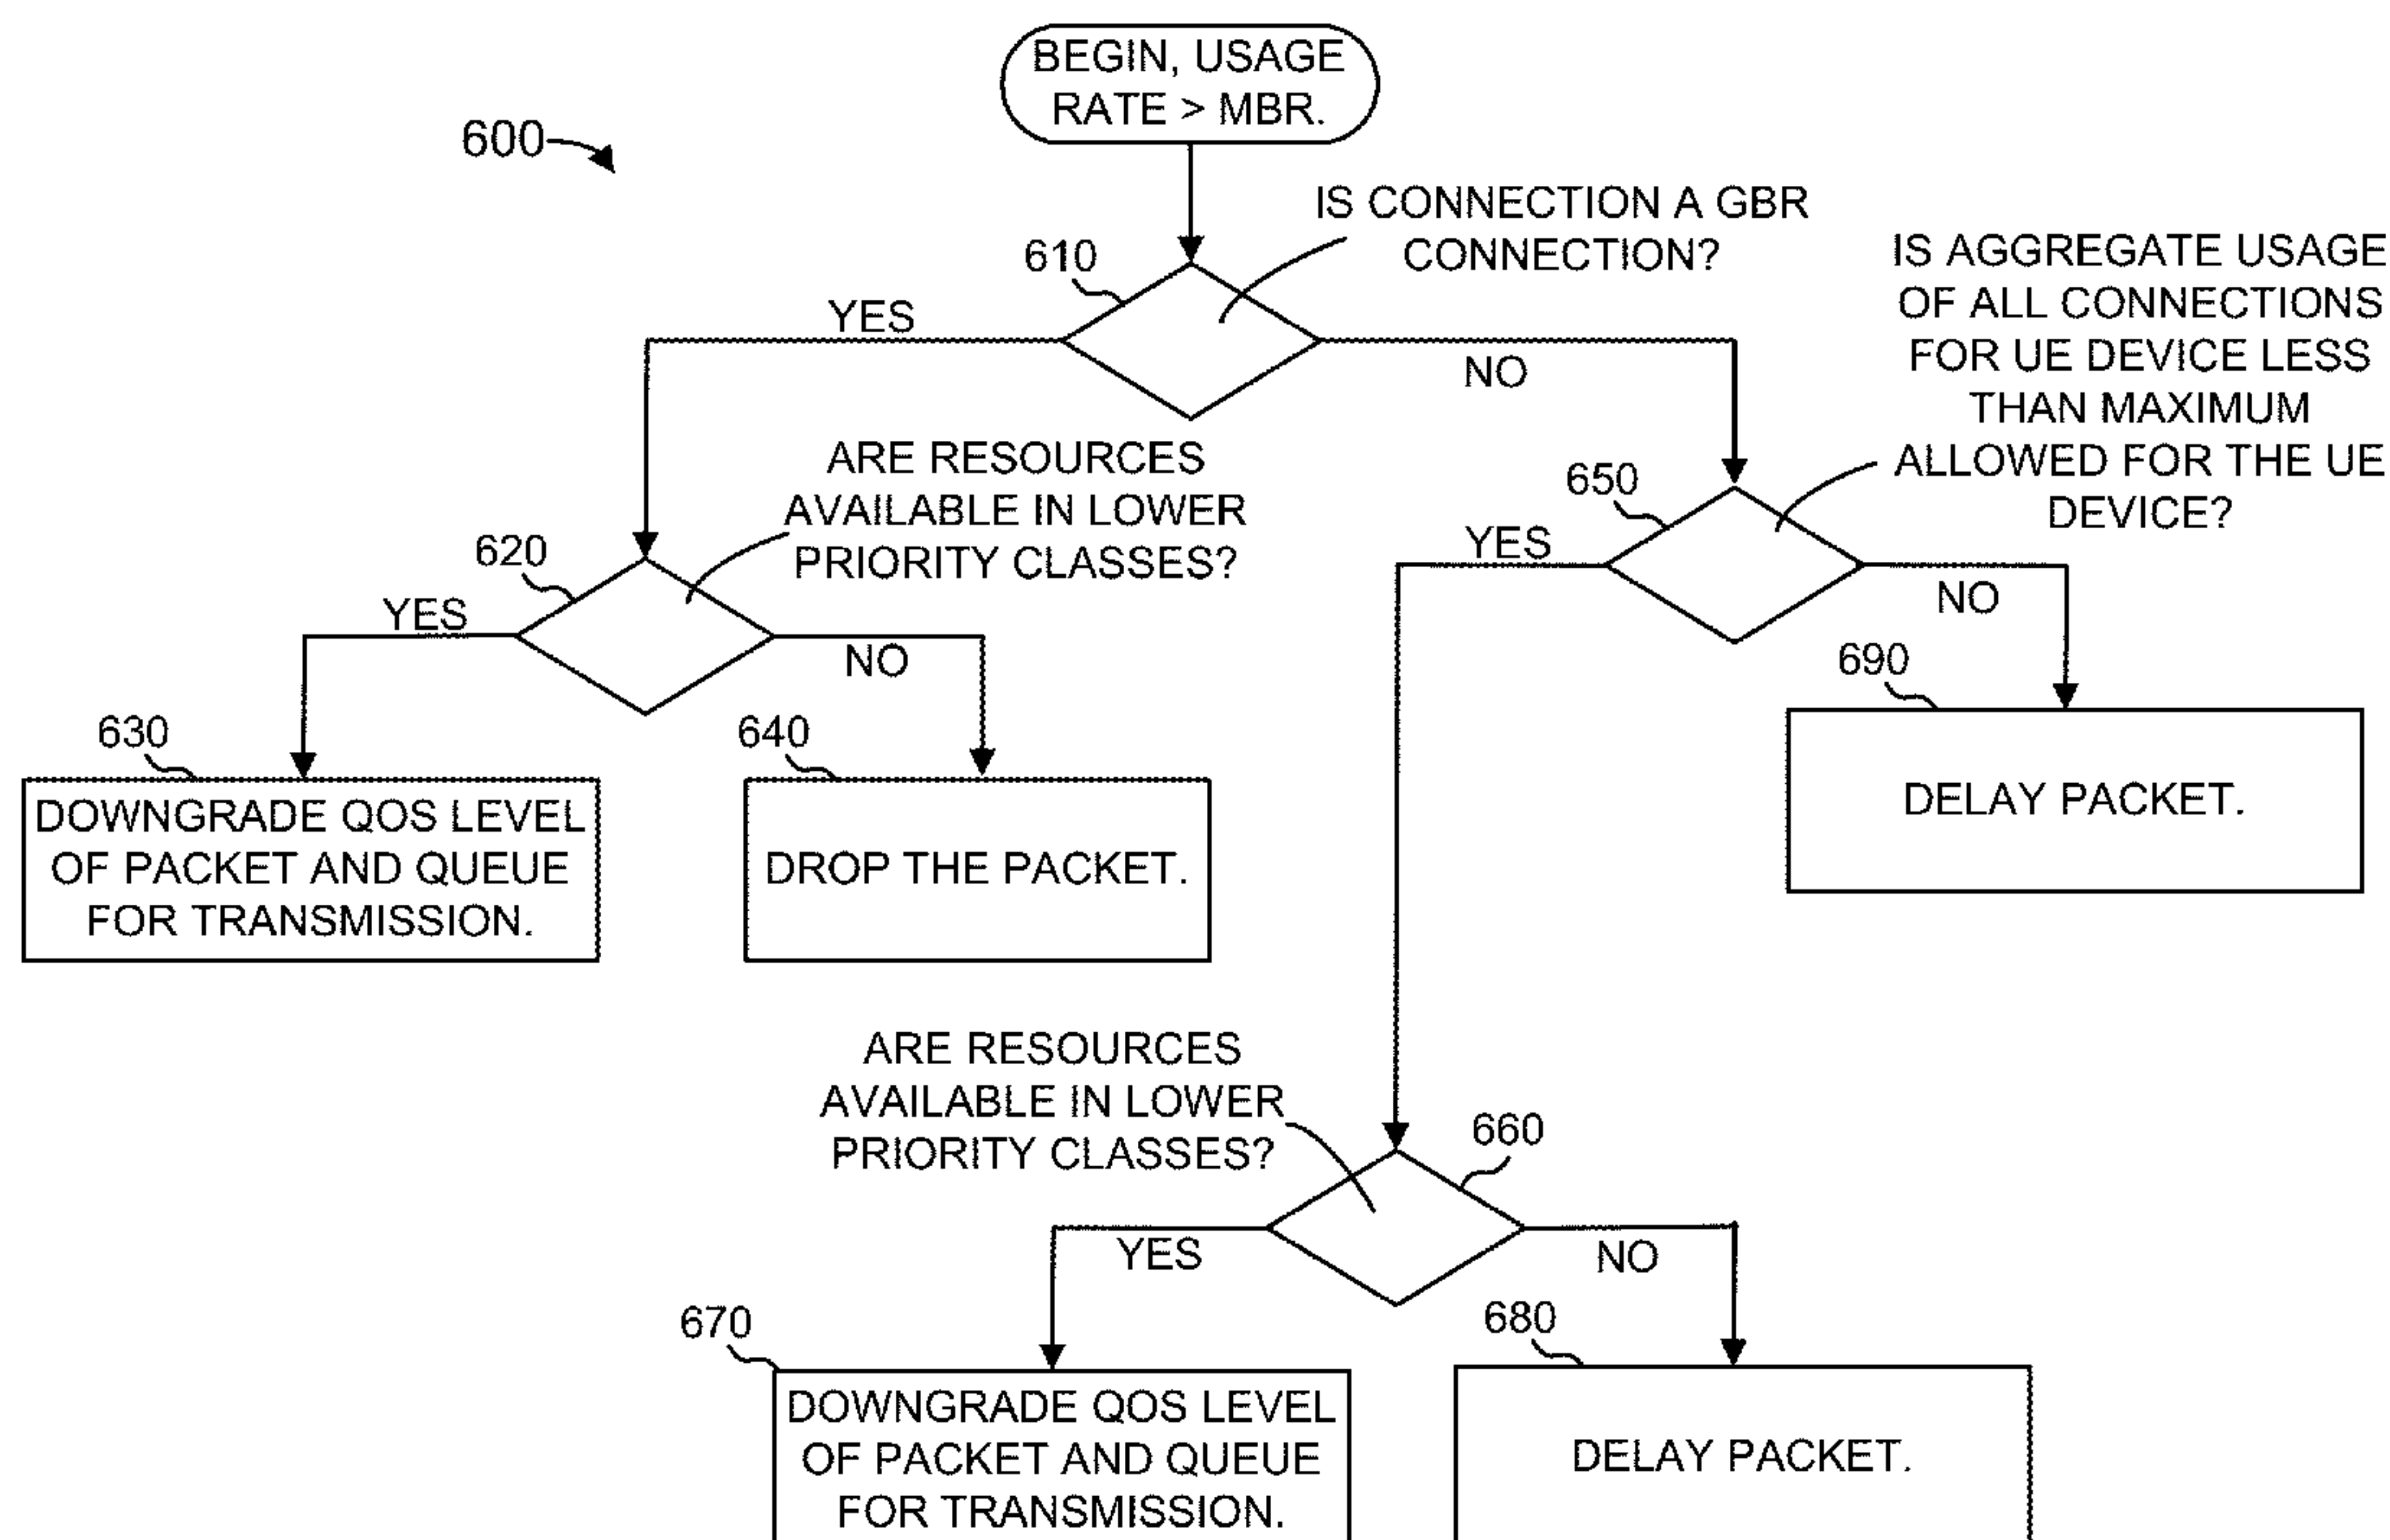 BEGIN, USAGE
RATE > MBR.
600
IS CONNECTION A GBR
CONNECTION?
610
IS AGGREGATE USAGE
OF ALL CONNECTIONS
FOR UE DEVICE LESS
THAN MAXIMUM
ALLOWED FOR THE UE
DEVICE?
YES
NO
ARE RESOURCES
AVAILABLE IN LOWER
PRIORITY CLASSES?
620
YES
NO
650
YES
NO
630
DOWNGRADE QOS LEVEL
OF PACKET AND QUEUE
FOR TRANSMISSION.
640
DROP THE PACKET.
690
DELAY PACKET.
ARE RESOURCES
AVAILABLE IN LOWER
PRIORITY CLASSES?
660
YES
NO
670
DOWNGRADE QOS LEVEL
OF PACKET AND QUEUE
FOR TRANSMISSION.
680
DELAY PACKET.